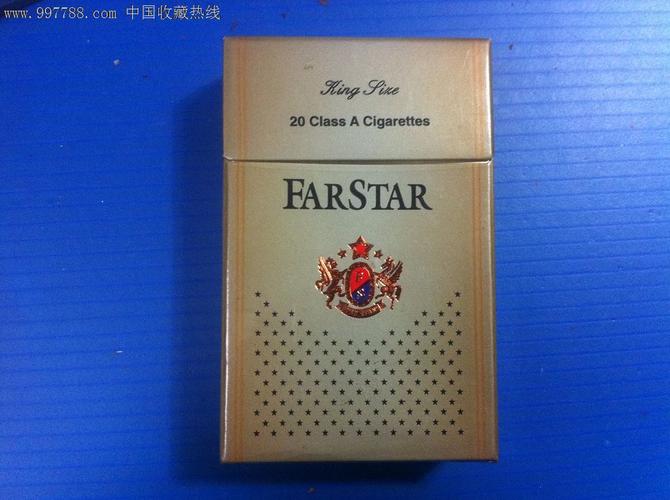 www.997788.com 中国收藏热线
King Size
20 Class A Cigarettes
FARSTAR